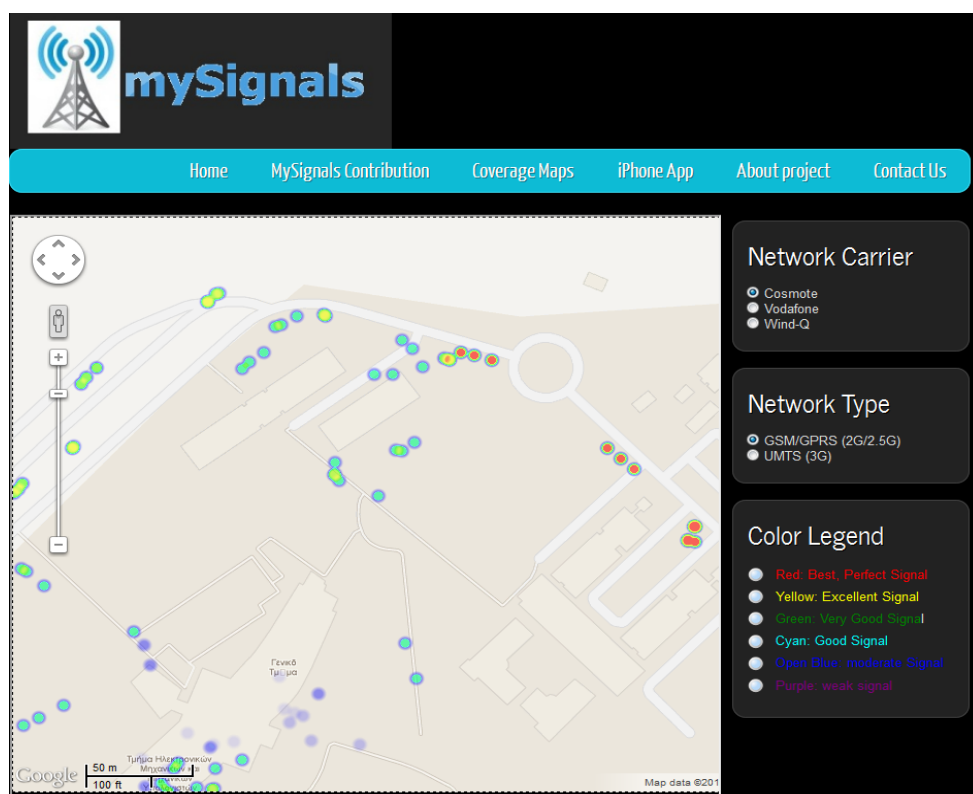 mySignals
Home MySignals Contribution Coverage Maps iPhone App About project Contact Us
Network Carrier
Cosmote
Vodafone
Wind-Q
Network Type
GSM/GPRS (2G/2.5G)
UMTS (3G)
Color Legend
Red: Best, Perfect Signal
Yellow: Excellent Signal
Green: Very Good Signal
Cyan: Good Signal
Open Blue: moderate Signal
Purple: weak signal
Γενικό
Τμήμα
Τμήμα Ηλεκτρονικών
Google
50 m
100 ft
Map data ©201